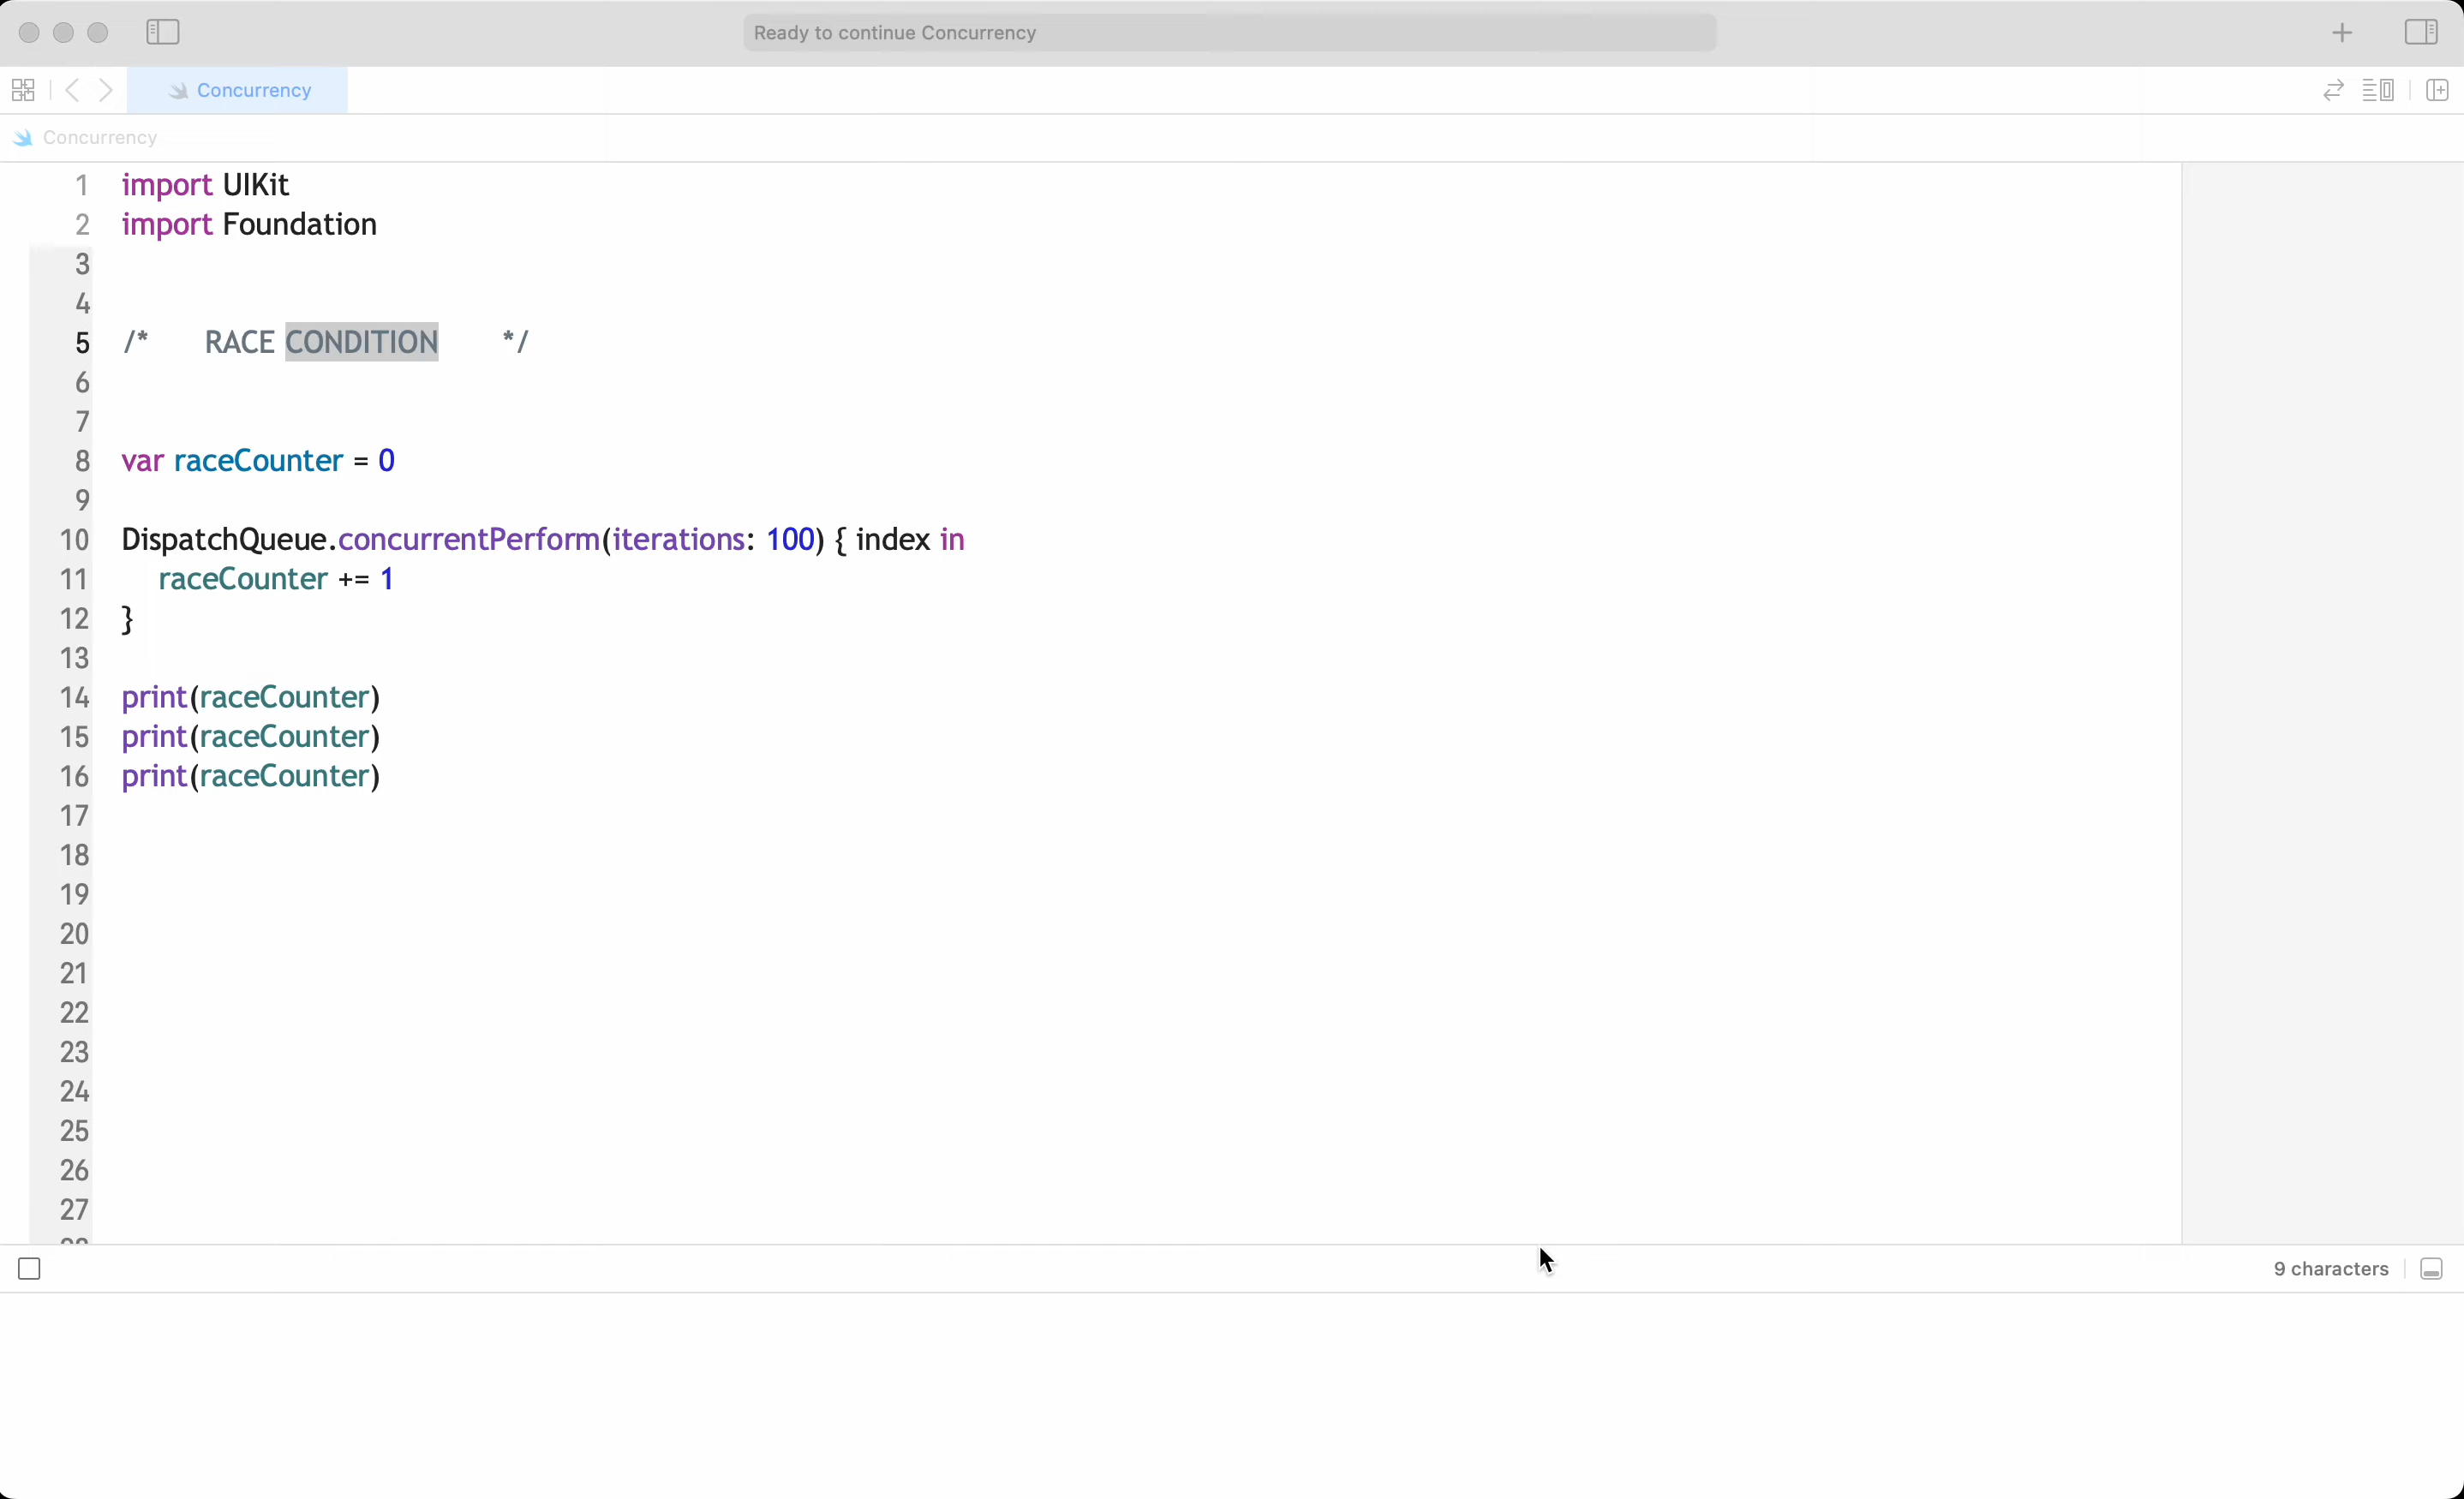 Ready to continue Concurrency
Concurrency
Concurrency
1 import UIKit
2 import Foundation
3
4
5 /* RACE CONDITION */
6
7
8 var raceCounter = 0
9
10 DispatchQueue.concurrentPerform(iterations: 100) { index in
11 raceCounter += 1
12 }
13
14 print(raceCounter)
15 print(raceCounter)
16 print(raceCounter)
17
18
19
20
21
22
23
24
25
26
27
9 characters